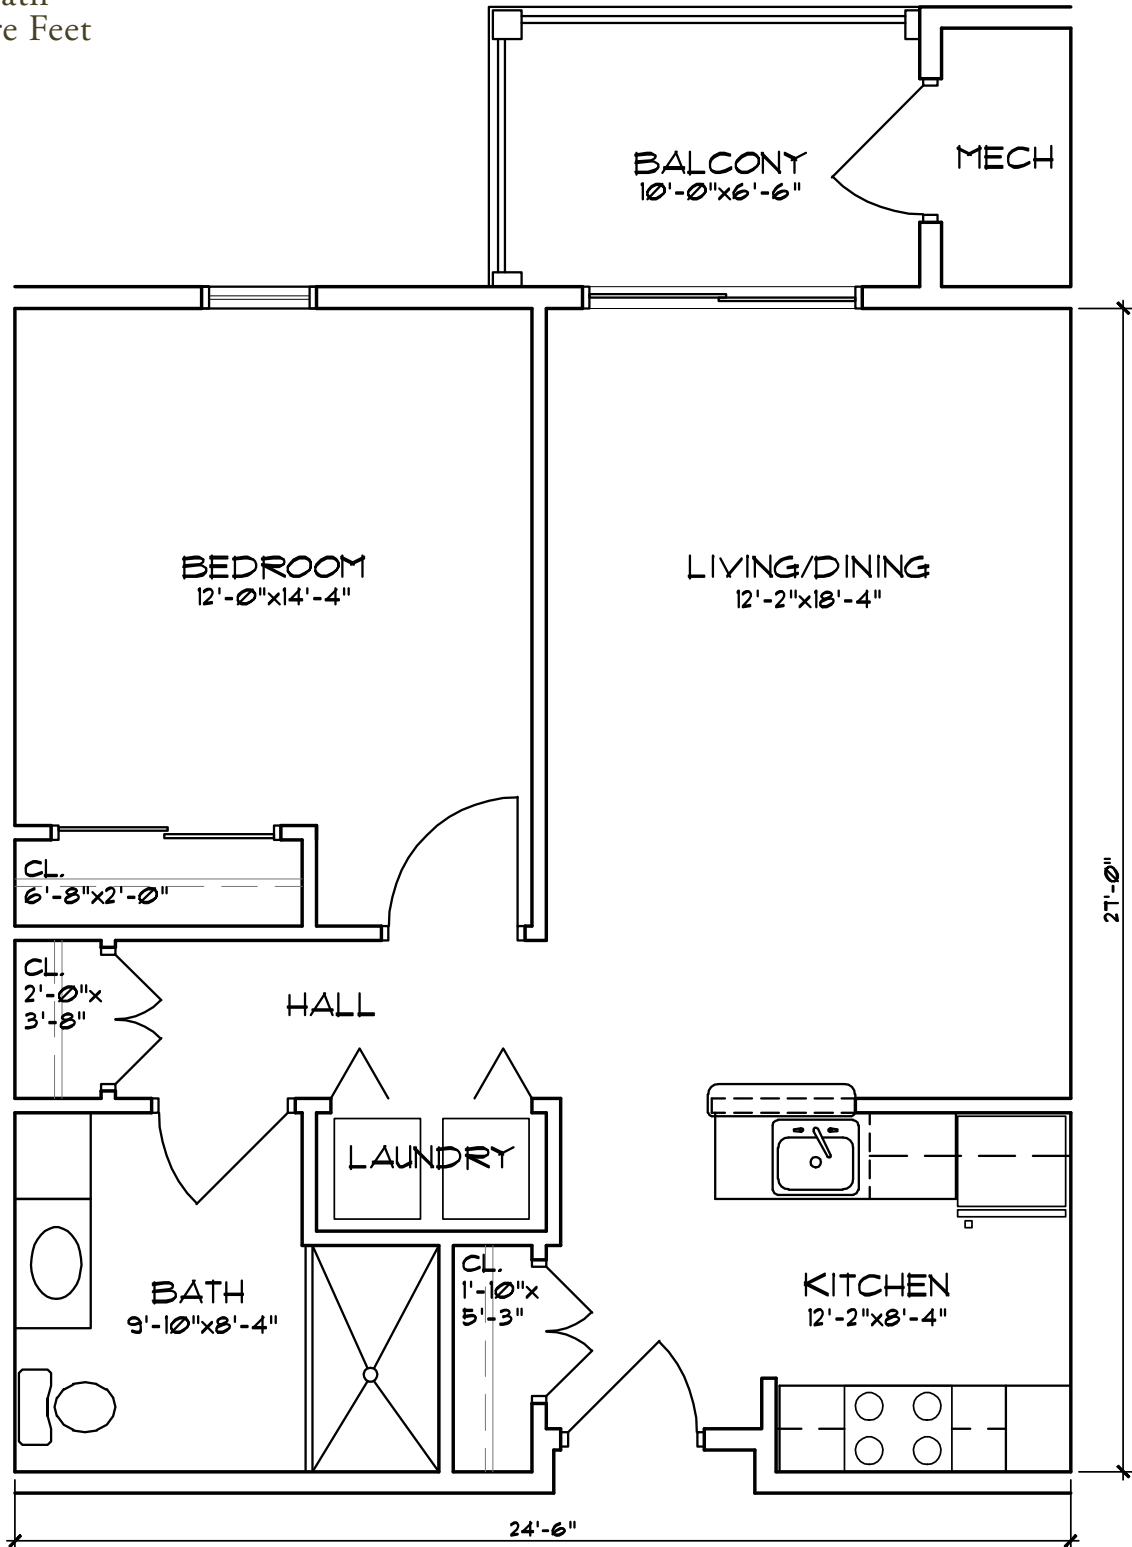 re Feet
BALCONY
10'-0"x6'-6"
MECH
BEDROOM
12'-0"x14'-4"
LIVING/DINING
12'-2"x18'-4"
CL.
6'-8"x2'-0"
27'-0"
CL.
2'-0"x
3'-8"
HALL
LAUNDRY
CL.
1'-10"x
5'-3"
BATH
9'-10"x8'-4"
KITCHEN
12'-2"x8'-4"
24'-6"